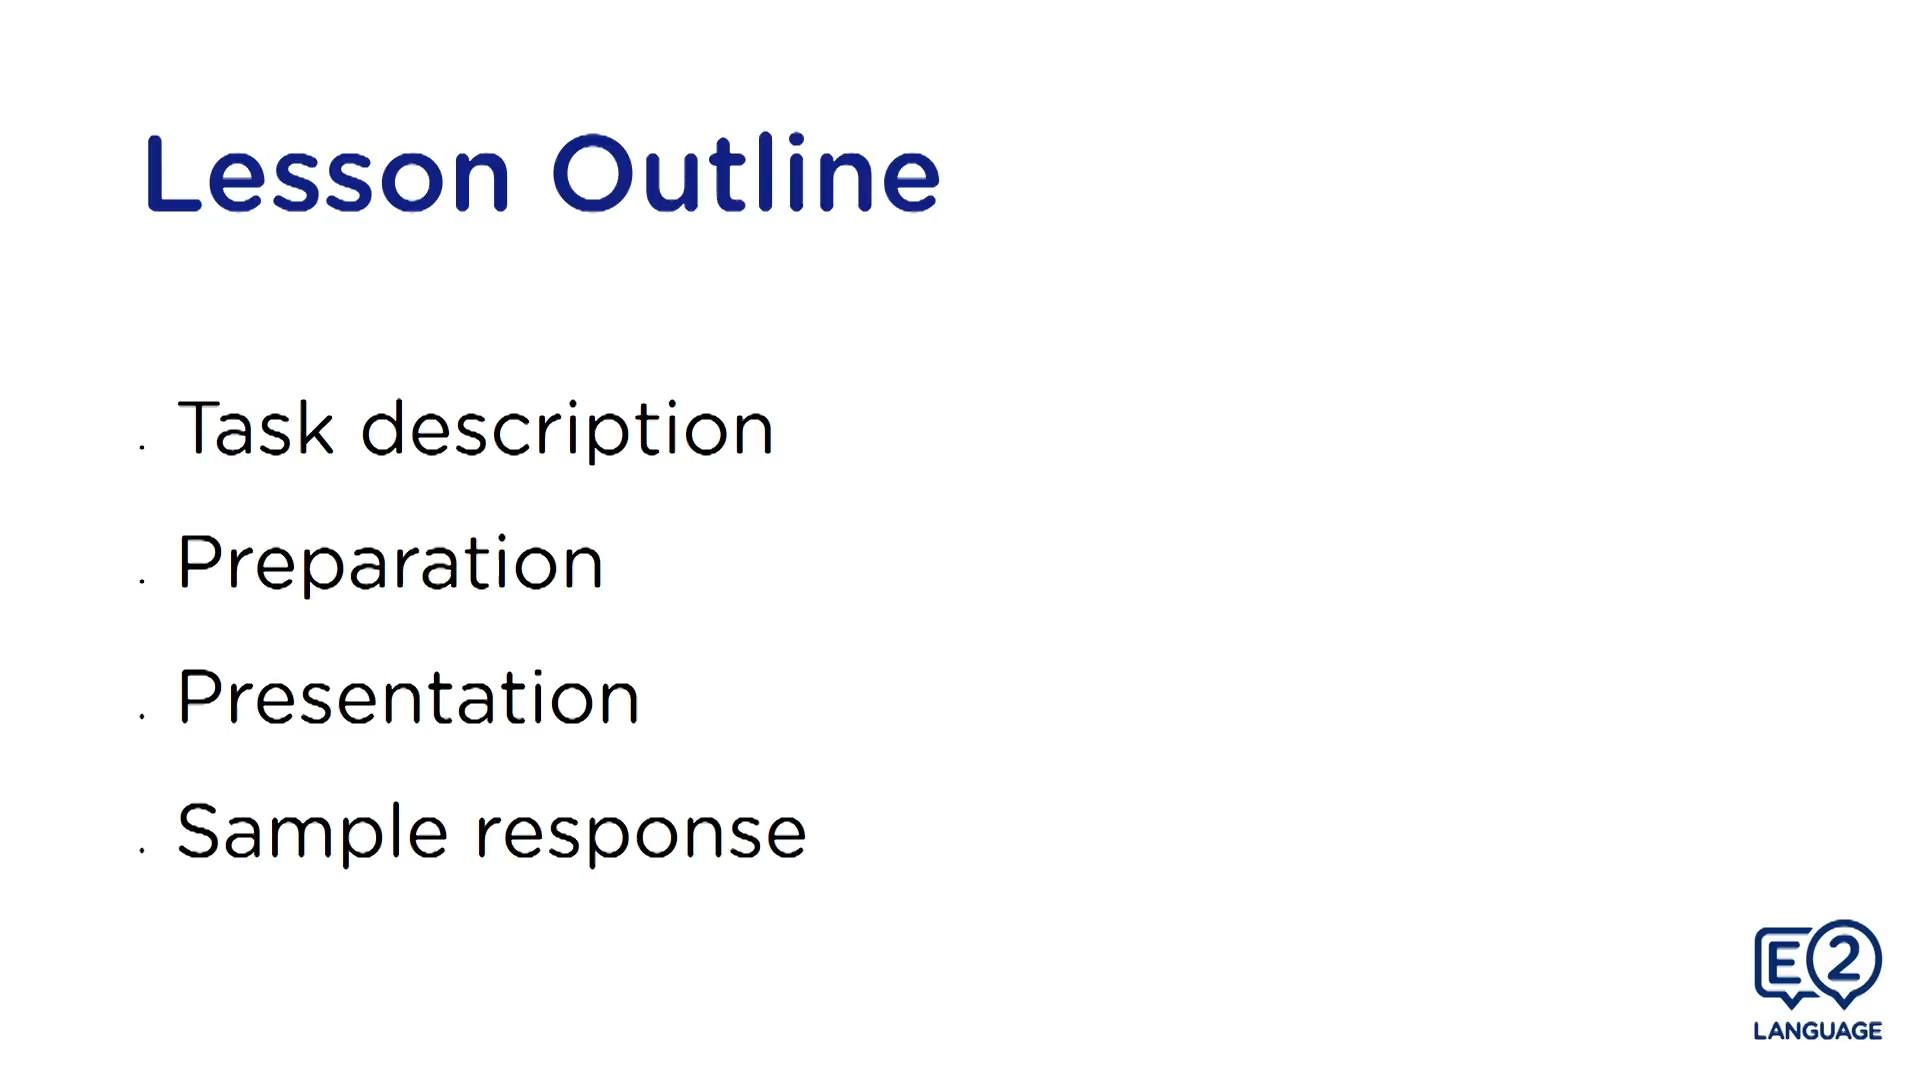 Lesson Outline
. Task description
. Preparation
. Presentation
. Sample response
E2
LANGUAGE